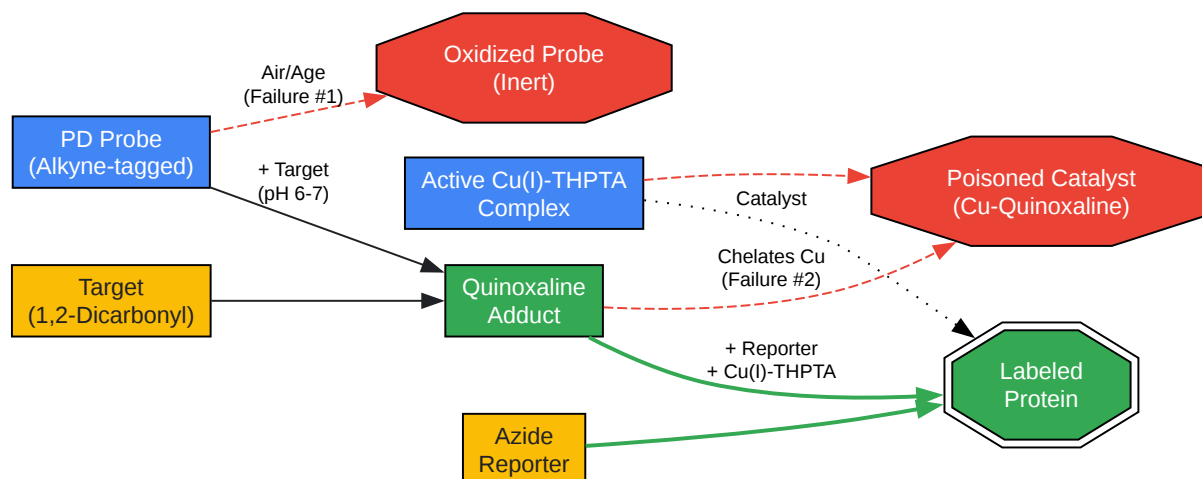 Oxidized Probe
(Inert)
Air/Age
(Failure #1)
PD Probe
(Alkyne-tagged)
+ Target
(pH 6-7)
Active Cu(I)-THPTA
Complex
Poisoned Catalyst
(Cu-Quinoxaline)
Catalyst
Target
(1,2-Dicarbonyl)
Quinoxaline
Adduct
Chelates Cu
(Failure #2)
+ Reporter
+ Cu(I)-THPTA
Labeled
Protein
Azide
Reporter